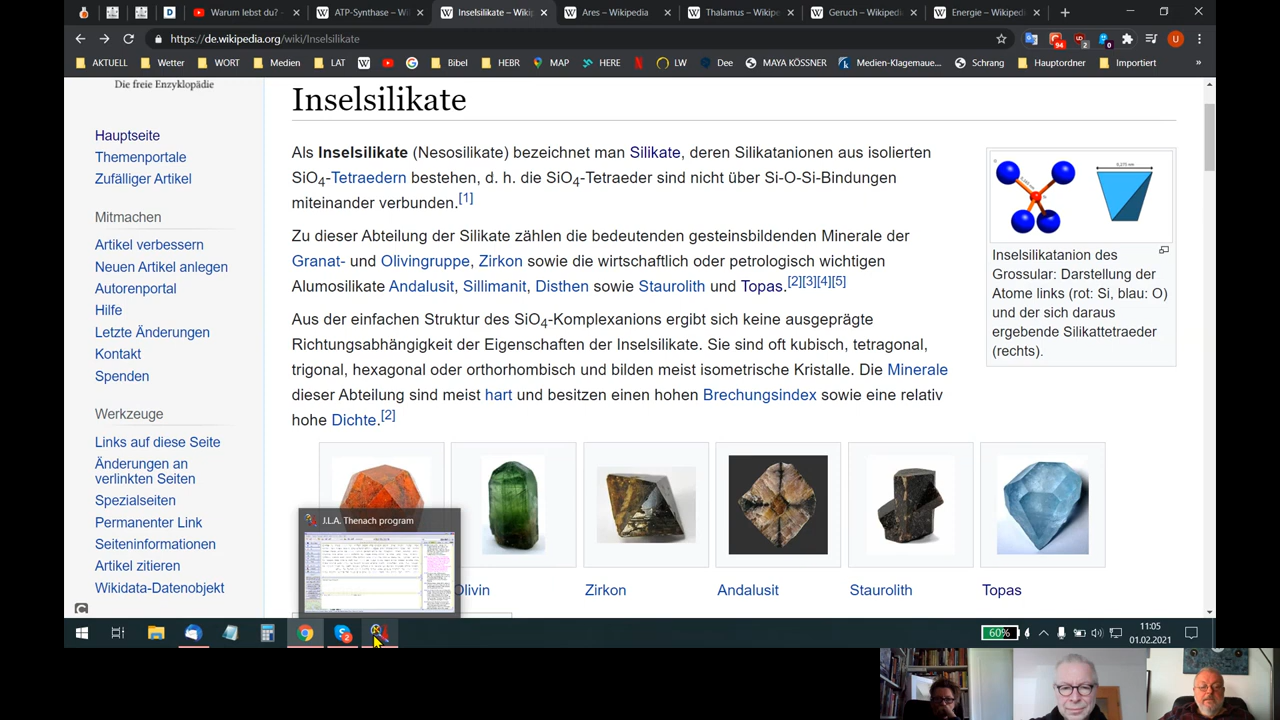 Warum lebst du? -
ATP-Synthase – Wi
Inselsilikate – Wikip
Ares – Wikipedia
Thalamus – Wikipe
Geruch – Wikipedi
Energie – Wikipedi
https://de.wikipedia.org/wiki/Inselsilikate
94
2
0
U
AKTUELL
Wetter
WORT
Medien
LAT
Bibel
HEBR
MAP
HERE
LW
Dee
MAYA KÖSSNER
Medien-Klagemaue...
Schrang
Hauptordner
Importiert
»
Die freie Enzyklopädie
Hauptseite
Themenportale
Zufälliger Artikel
Mitmachen
Artikel verbessern
Neuen Artikel anlegen
Autorenportal
Hilfe
Letzte Änderungen
Kontakt
Spenden
Werkzeuge
Links auf diese Seite
Änderungen an
verlinkten Seiten
Spezialseiten
Permanenter Link
Seiteninformationen
Artikel zitieren
Wikidata-Datenobjekt
Inselsilikate
Als Inselsilikate (Nesosilikate) bezeichnet man Silikate, deren Silikatanionen aus isolierten
SiO4-Tetraedern bestehen, d. h. die SiO4-Tetraeder sind nicht über Si-O-Si-Bindungen
miteinander verbunden.[1]
Zu dieser Abteilung der Silikate zählen die bedeutenden gesteinsbildenden Minerale der
Granat- und Olivingruppe, Zirkon sowie die wirtschaftlich oder petrologisch wichtigen
Alumosilikate Andalusit, Sillimanit, Disthen sowie Staurolith und Topas.[2][3][4][5]
Aus der einfachen Struktur des SiO4-Komplexanions ergibt sich keine ausgeprägte
Richtungsabhängigkeit der Eigenschaften der Inselsilikate. Sie sind oft kubisch, tetragonal,
trigonal, hexagonal oder orthorhombisch und bilden meist isometrische Kristalle. Die Minerale
dieser Abteilung sind meist hart und besitzen einen hohen Brechungsindex sowie eine relativ
hohe Dichte.[2]
Inselsilikatanion des
Grossular: Darstellung der
Atome links (rot: Si, blau: O)
und der sich daraus
ergebende Silikattetraeder
(rechts).
J.L.A. Thenach program
Olivin
Zirkon
Andalusit
Staurolith
Topas
60%
11:05
01.02.2021